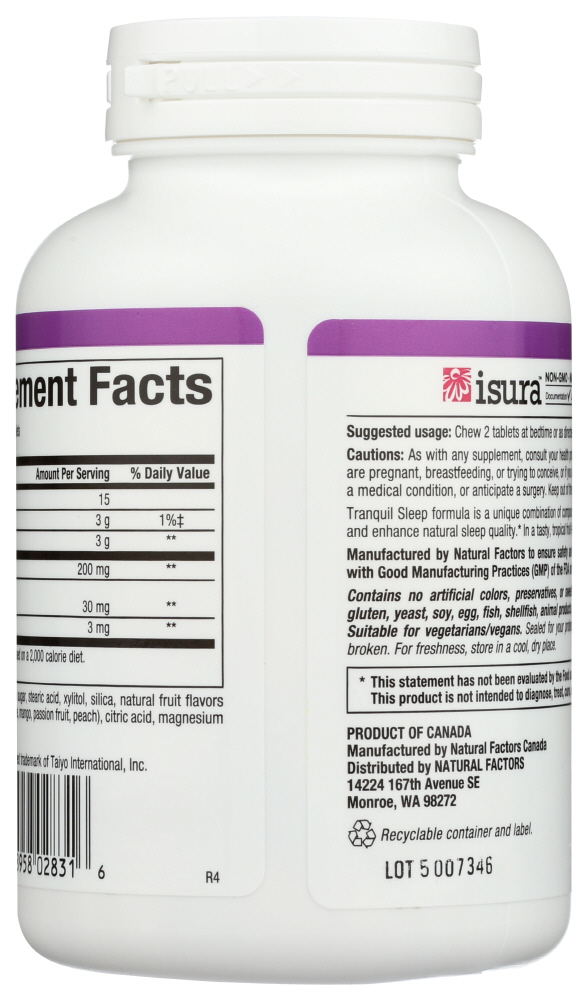 PULL
ement Facts
Amount Per Serving % Daily Value
15
3 g 1%‡
3 g **
200 mg **
30 mg **
3 mg **
on a 2,000 calorie diet.
sugar, stearic acid, xylitol, silica, natural fruit flavors
mango, passion fruit, peach), citric acid, magnesium
trademark of Taiyo International, Inc.
958 02831 6
R4
isura™ NON-GMO
Documentation
Suggested usage: Chew 2 tablets at bedtime or as
Cautions: As with any supplement, consult your health
are pregnant, breastfeeding, or trying to conceive, or if you
a medical condition, or anticipate a surgery. Keep out of
Tranquil Sleep formula is a unique combination of
and enhance natural sleep quality.* In a tasty, tropical
Manufactured by Natural Factors to ensure safety
with Good Manufacturing Practices (GMP) of the FDA
Contains no artificial colors, preservatives, or
gluten, yeast, soy, egg, fish, shellfish, animal
Suitable for vegetarians/vegans. Sealed for your
broken. For freshness, store in a cool, dry place.
* This statement has not been evaluated by the Food
This product is not intended to diagnose, treat,
PRODUCT OF CANADA
Manufactured by Natural Factors Canada
Distributed by NATURAL FACTORS
14224 167th Avenue SE
Monroe, WA 98272
Recyclable container and label.
LOT 5007346